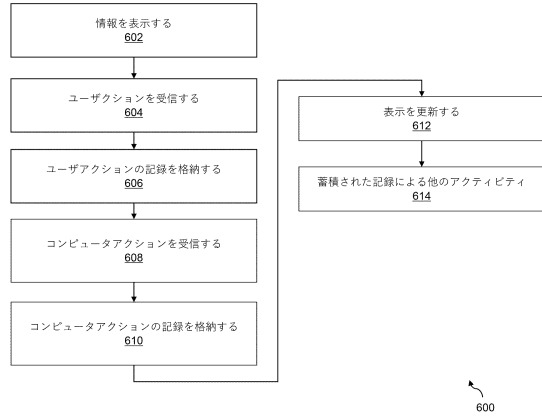 情報を表示する
602
ユーザクションを受信する
604
ユーザアクションの記録を格納する
606
コンピュータアクションを受信する
608
コンピュータアクションの記録を格納する
610
表示を更新する
612
蓄積された記録による他のアクティビティ
614
600